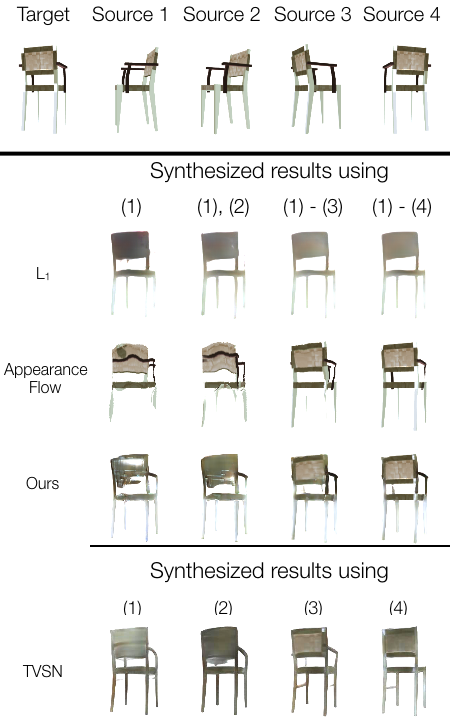 Target Source 1 Source 2 Source 3 Source 4
Synthesized results using
(1) (1), (2) (1) - (3) (1) - (4)
L₁
Appearance
Flow
Ours
Synthesized results using
(1) (2) (3) (4)
TVSN